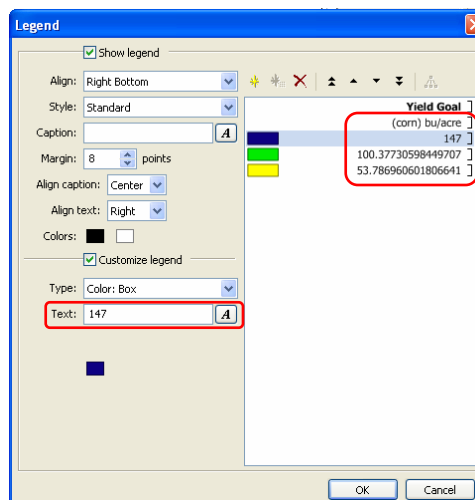 Legend
Show legend
Align: Right Bottom
Style: Standard
Caption: A
Margin: 8 points
Align caption: Center
Align text: Right
Colors:
Customize legend
Type: Color: Box
Text: 147 A
Yield Goal ]
(corn) bu/acre ]
147 ]
100.37730598449707 ]
53.786960601806641 ]
OK Cancel